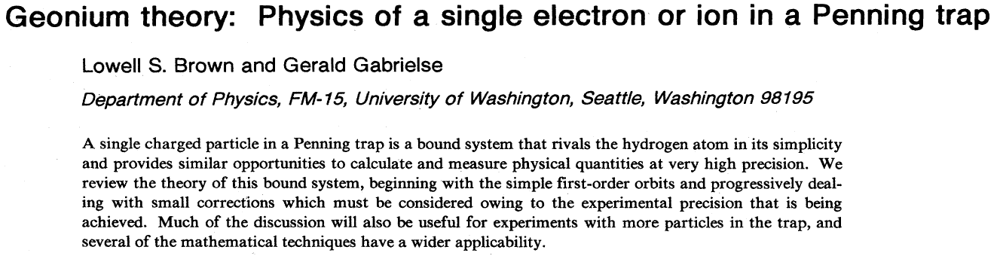 Geonium theory: Physics of a single electron or ion in a Penning trap
Lowell S. Brown and Gerald Gabrielse
Department of Physics, FM-15, University of Washington, Seattle, Washington 98195
A single charged particle in a Penning trap is a bound system that rivals the hydrogen atom in its simplicity
and provides similar opportunities to calculate and measure physical quantities at very high precision. We
review the theory of this bound system, beginning with the simple first-order orbits and progressively deal-
ing with small corrections which must be considered owing to the experimental precision that is being
achieved. Much of the discussion will also be useful for experiments with more particles in the trap, and
several of the mathematical techniques have a wider applicability.